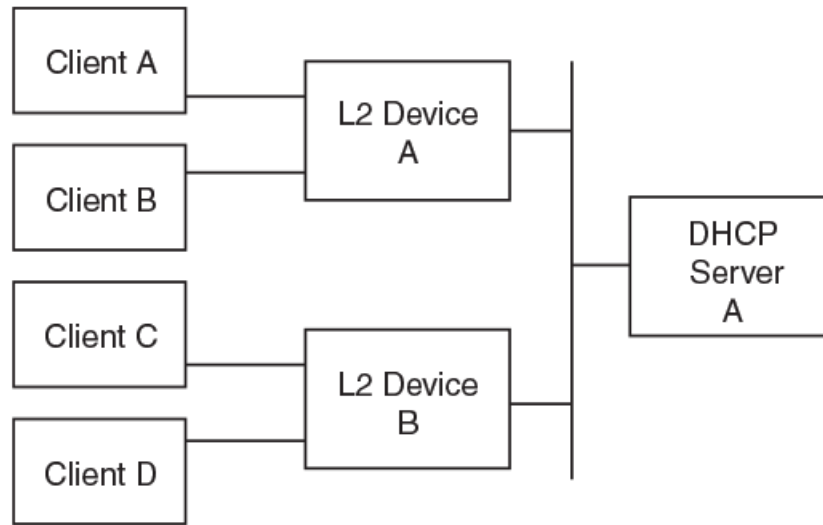 Client A
Client B
Client C
Client D
L2 Device
A
L2 Device
B
DHCP
Server
A